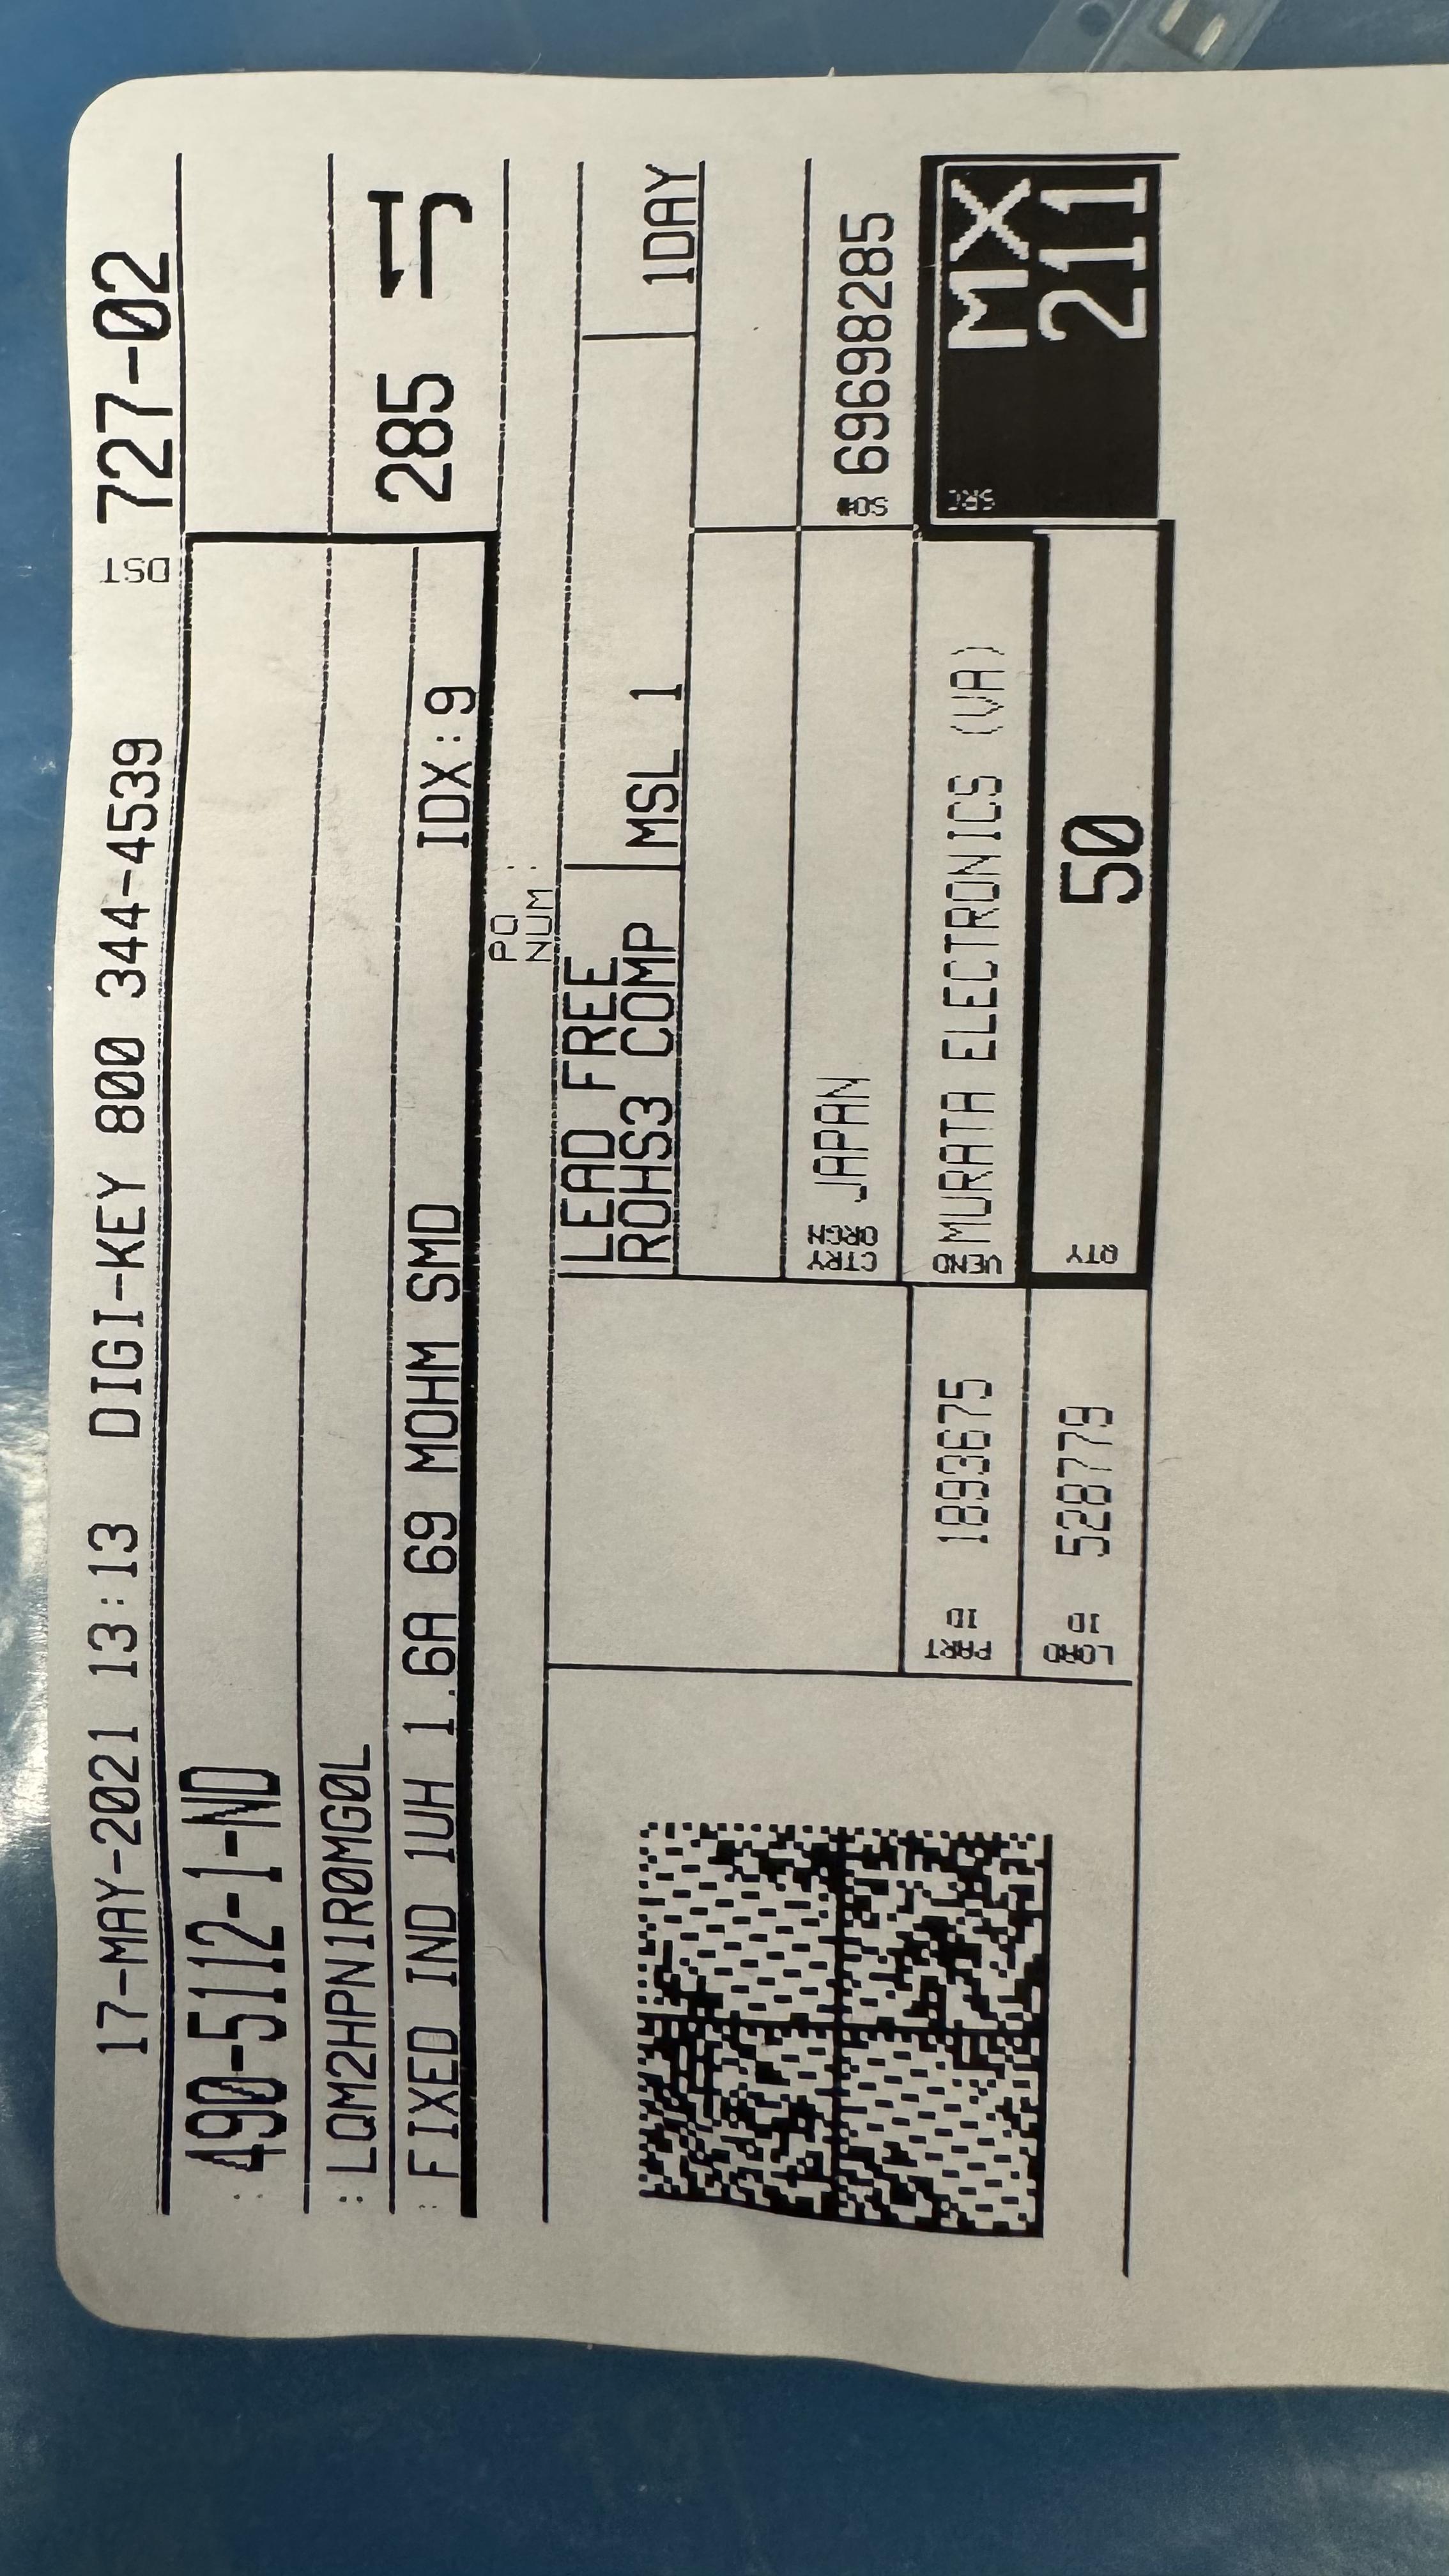 17-MAY-2021 13:13 DIGI-KEY 800 344-4539 DST 727-02
: 490-5112-1-ND
: LQM2HPN1R0MG0L
: FIXED IND 1UH 1.6A 69 MOHM SMD IDX:9
285
PO
NUM :
LEAD FREE
ROHS3 COMP MSL 1 1DAY
CTRY
ORGN JAPAN SO# 69698285
PART
ID 1893675 VEND MURATA ELECTRONICS (VA) SRC MX
211
LOAD
ID 528779 QTY 50